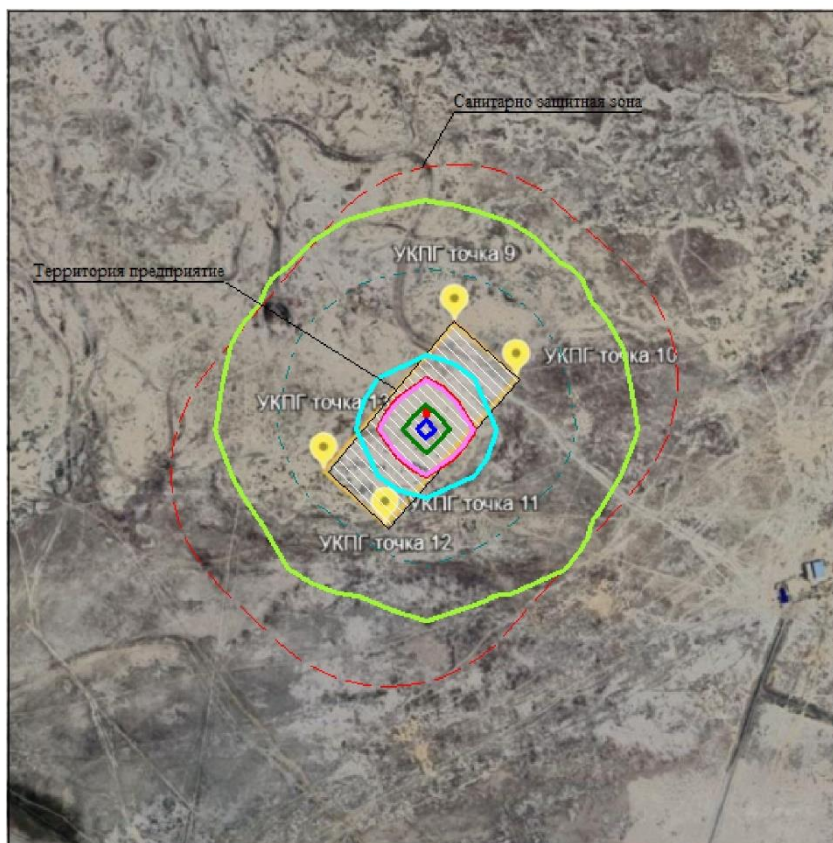 Санитарно защитная зона
УКПГ точка 9
Территория предприятие
УКПГ точка 10
УКПГ точка 13
УКПГ точка 11
УКПГ точка 12